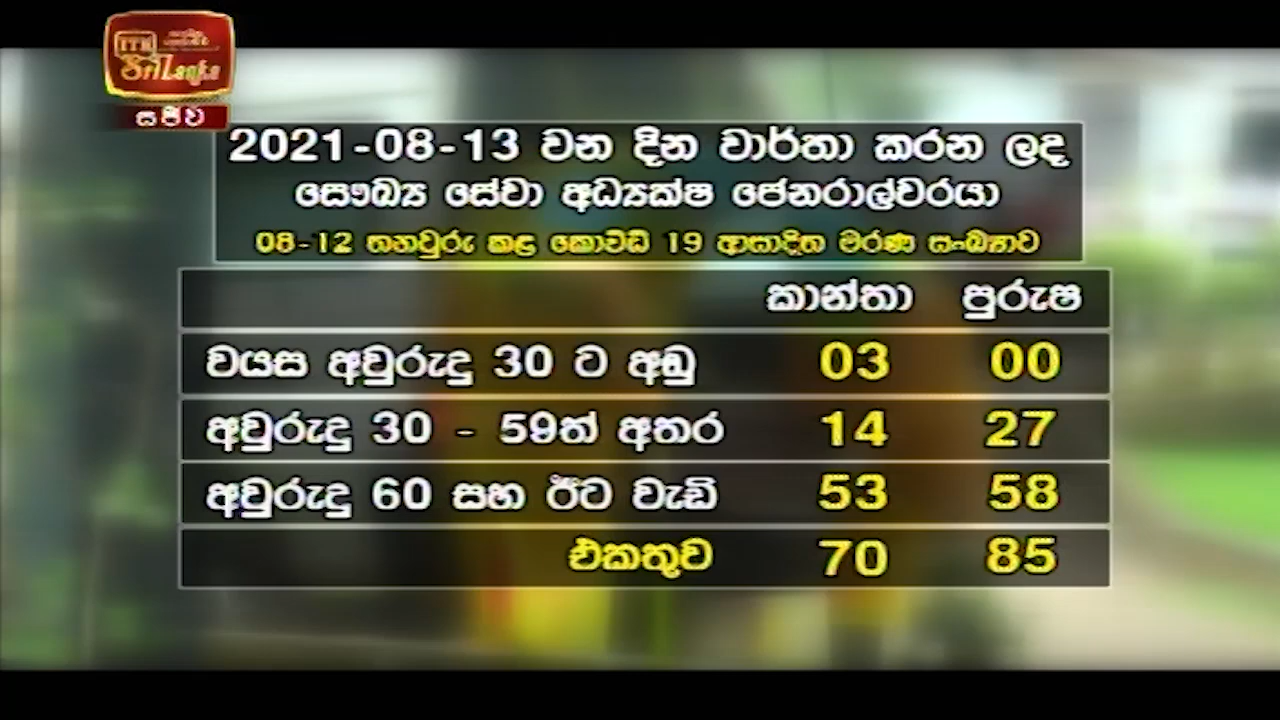 ITN
Sri Lanka
සජීව
2021-08-13 වන දින වාර්තා කරන ලද
සෞඛ්‍ය සේවා අධ්‍යක්ෂ ජෙනරාල්වරයා
08-12 තහවුරු කළ කොවිඩ් 19 ආසාදිත මරණ සංඛ්‍යාව
කාන්තා පුරුෂ
වයස අවුරුදු 30 ට අඩු 03 00
අවුරුදු 30 - 59ත් අතර 14 27
අවුරුදු 60 සහ ඊට වැඩි 53 58
එකතුව 70 85